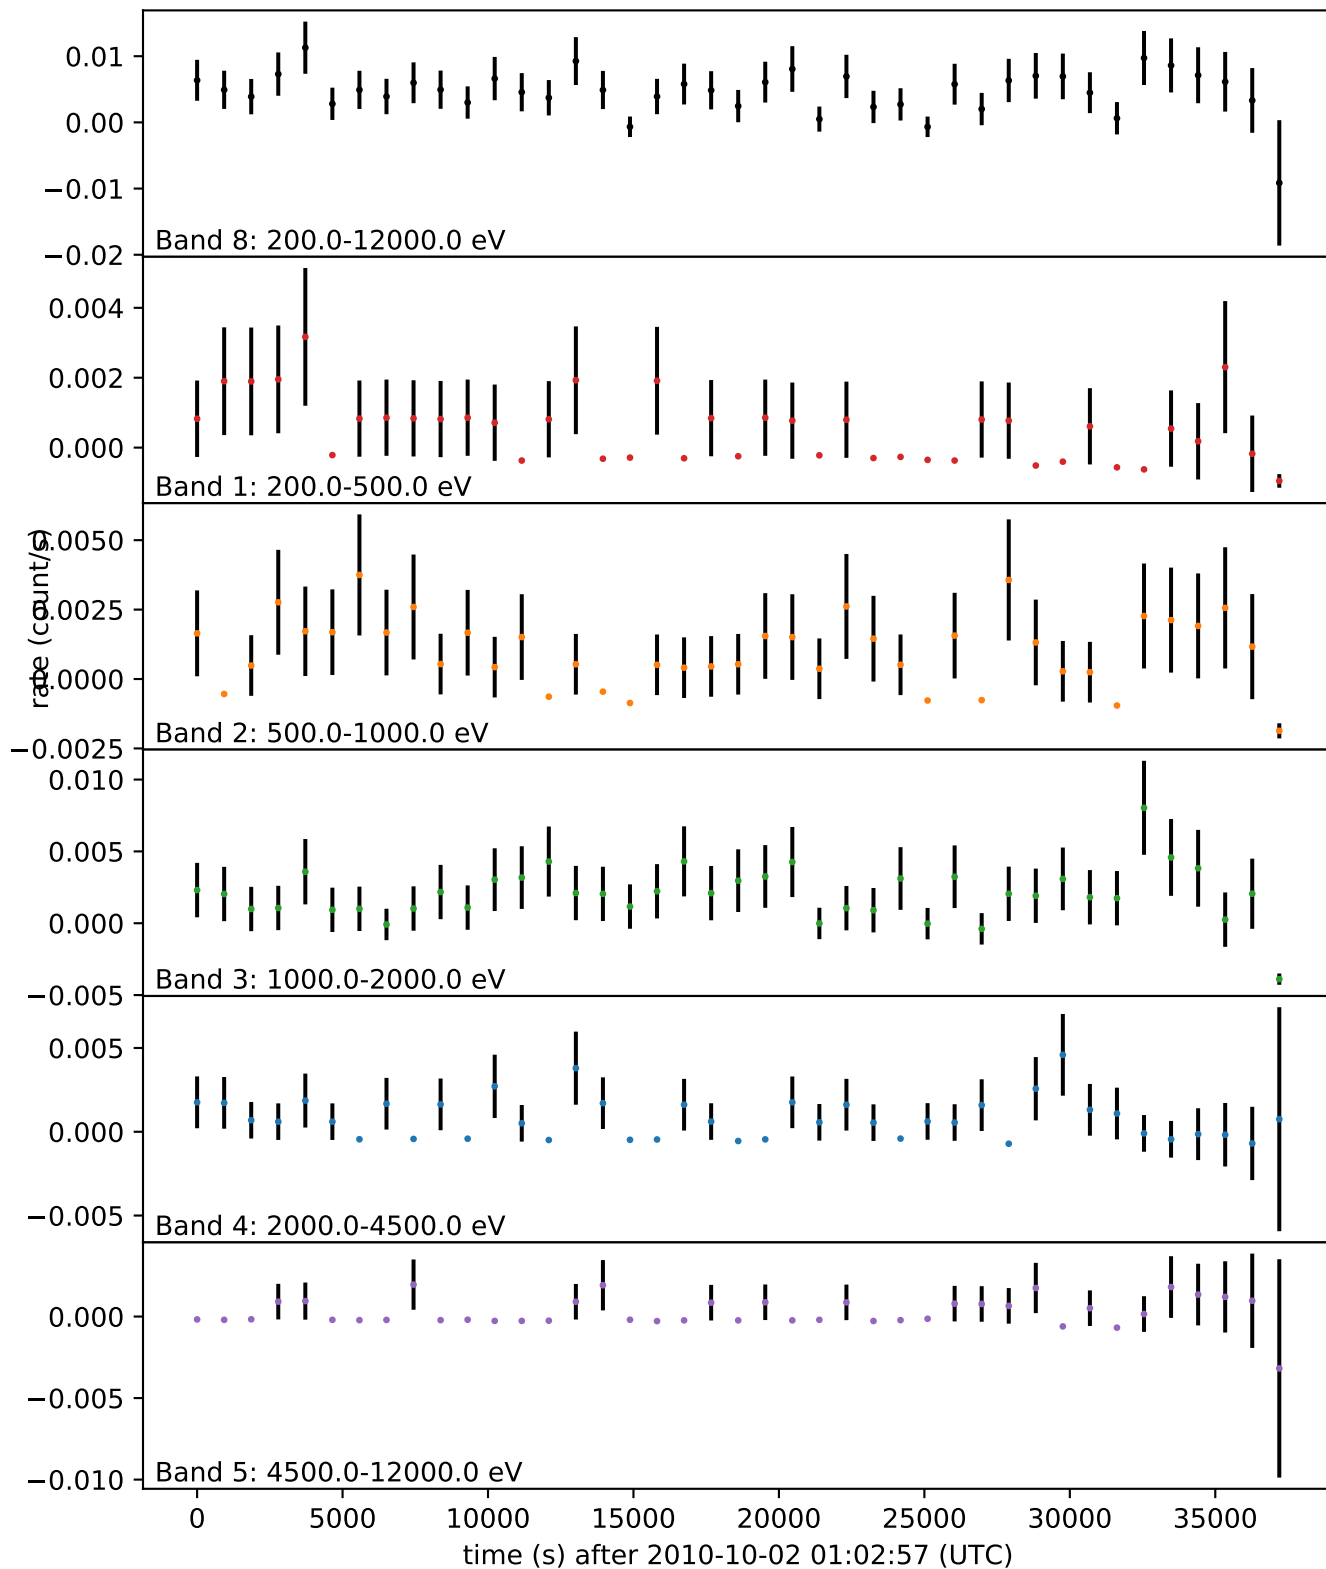 0.01
0.00
−0.01
−0.02
Band 8: 200.0-12000.0 eV
0.004
0.002
0.000
Band 1: 200.0-500.0 eV
rate (count/s)
0.0050
0.0025
0.0000
−0.0025
Band 2: 500.0-1000.0 eV
0.010
0.005
0.000
−0.005
Band 3: 1000.0-2000.0 eV
0.005
0.000
−0.005
Band 4: 2000.0-4500.0 eV
0.000
−0.005
−0.010
Band 5: 4500.0-12000.0 eV
0 5000 10000 15000 20000 25000 30000 35000
time (s) after 2010-10-02 01:02:57 (UTC)